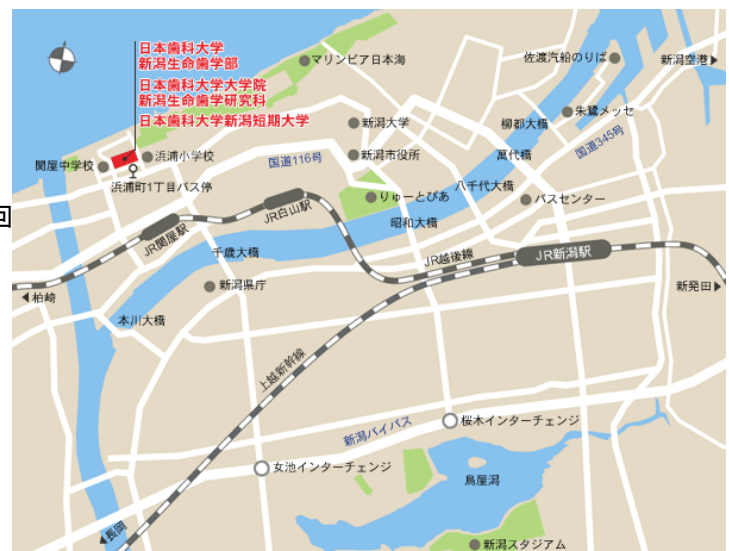 日本歯科大学
新潟生命歯学部
日本歯科大学大学院
新潟生命歯学研究科
日本歯科大学新潟短期大学
マリンピア日本海
佐渡汽船のりば
新潟空港▶
朱鷺メッセ
柳都大橋
新潟大学
国道345号
萬代橋
浜浦小学校
関屋中学校
国道116号
新潟市役所
浜浦町1丁目バス停
八千代大橋
りゅーとぴあ
バスセンター
回
JR白山駅
昭和大橋
JR関屋駅
千歳大橋
JR越後線
JR新潟駅
新潟県庁
新発田▶
◀柏崎
本川大橋
上越新幹線
桜木インターチェンジ
新潟バイパス
女池インターチェンジ
鳥屋潟
◀長岡
新潟スタジアム